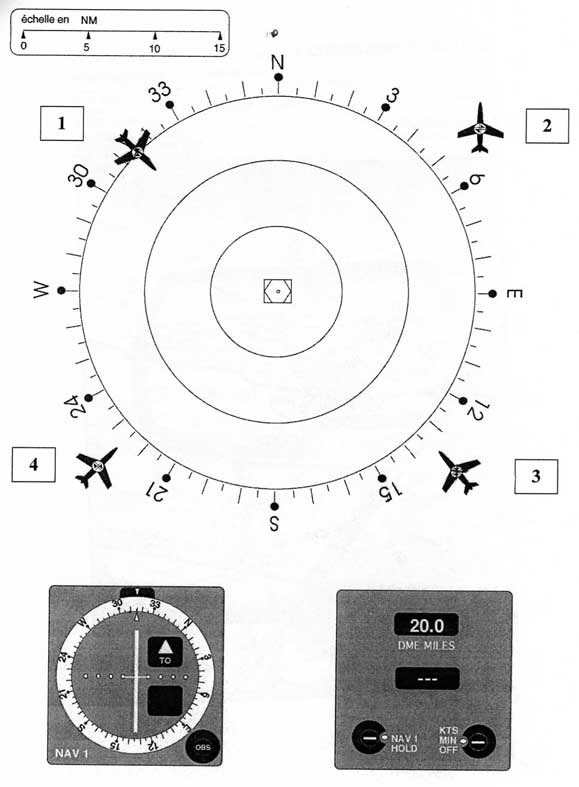 échelle en NM
0 5 10 15
N
33
3
1
2
30
6
W
E
24
12
4
3
21
15
S
30 33
W
N
24
3
TO
21
6
S
E
15 12
NAV 1
OBS
20.0
DME MILES
---
NAV 1
HOLD
KTS
MIN
OFF